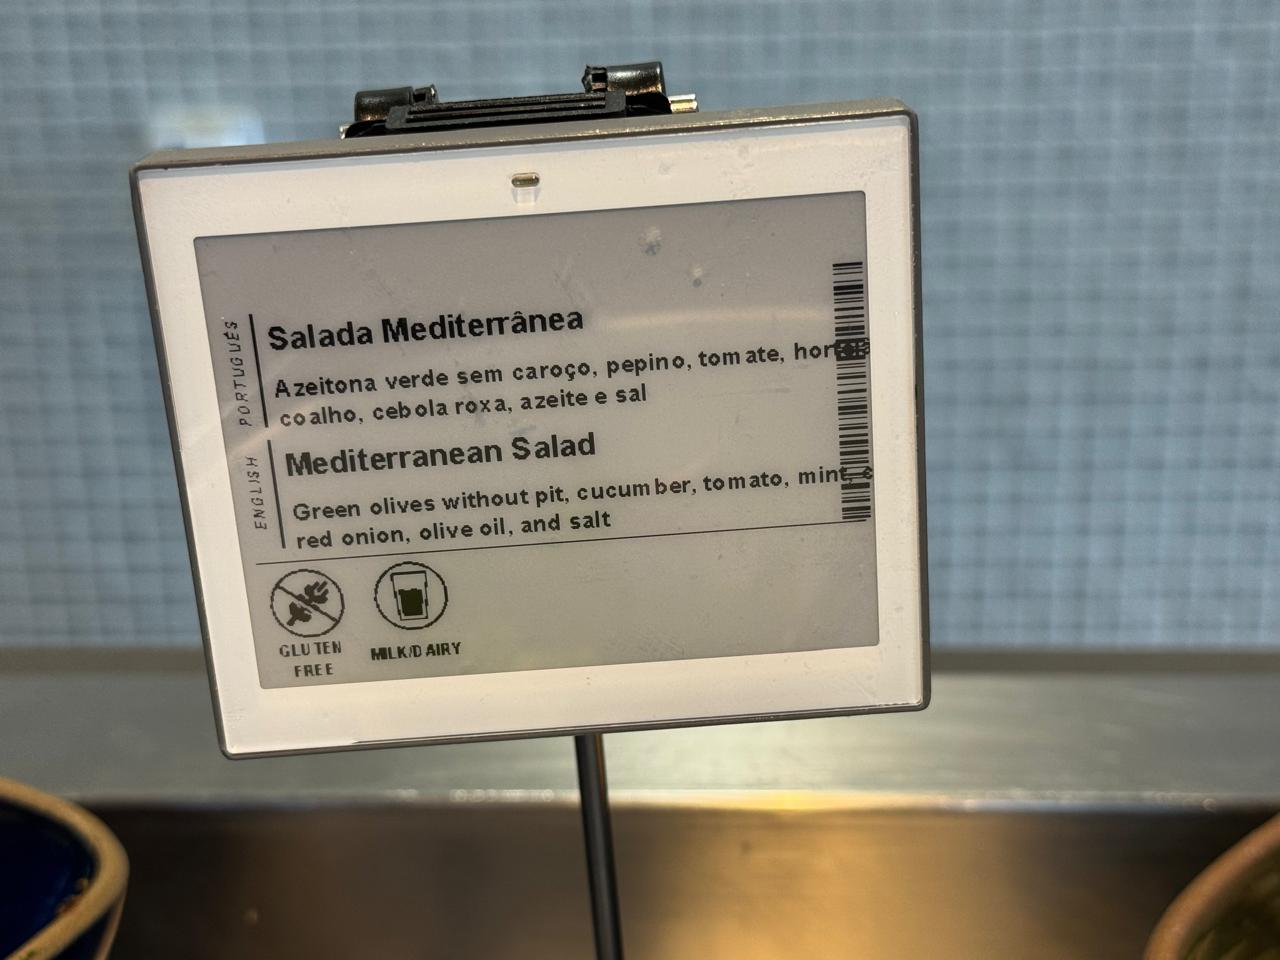 PORTUGUÊS
Salada Mediterrânea
Azeitona verde sem caroço, pepino, tomate,
coalho, cebola roxa, azeite e sal
ENGLISH
Mediterranean Salad
Green olives without pit, cucumber, tomato, mint,
red onion, olive oil, and salt
GLUTEN
FREE
MILK/DAIRY